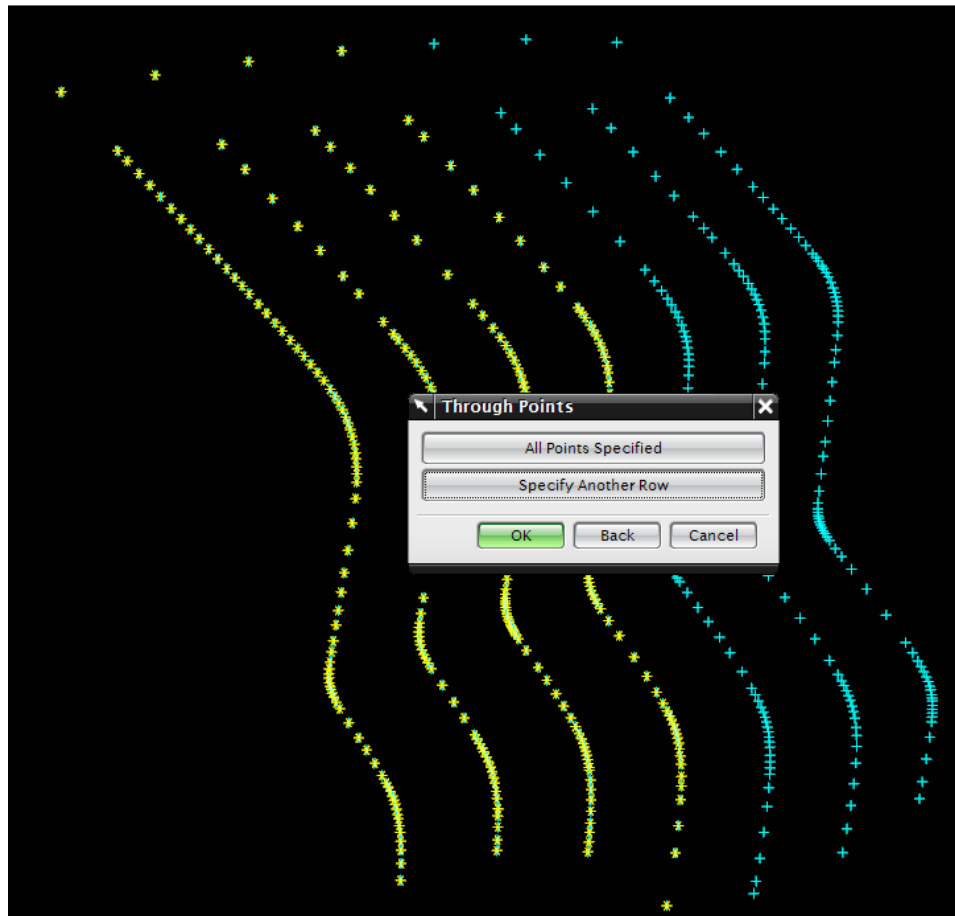 Through Points
All Points Specified
Specify Another Row
OK
Back
Cancel